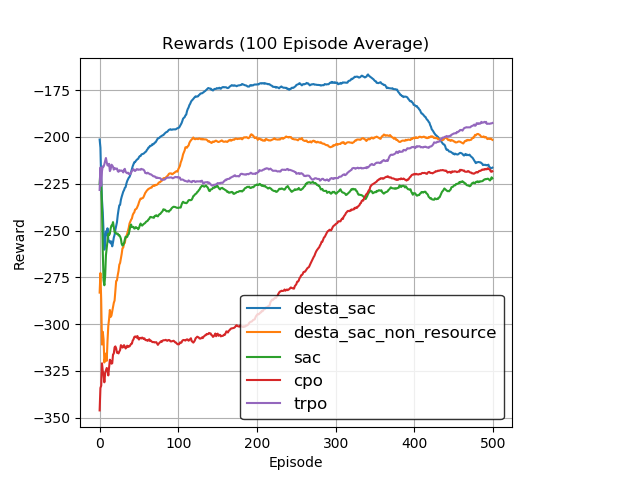 Rewards (100 Episode Average)
Reward
−175
−200
−225
−250
−275
−300
−325
−350
desta_sac
desta_sac_non_resource
sac
cpo
trpo
0 100 200 300 400 500
Episode